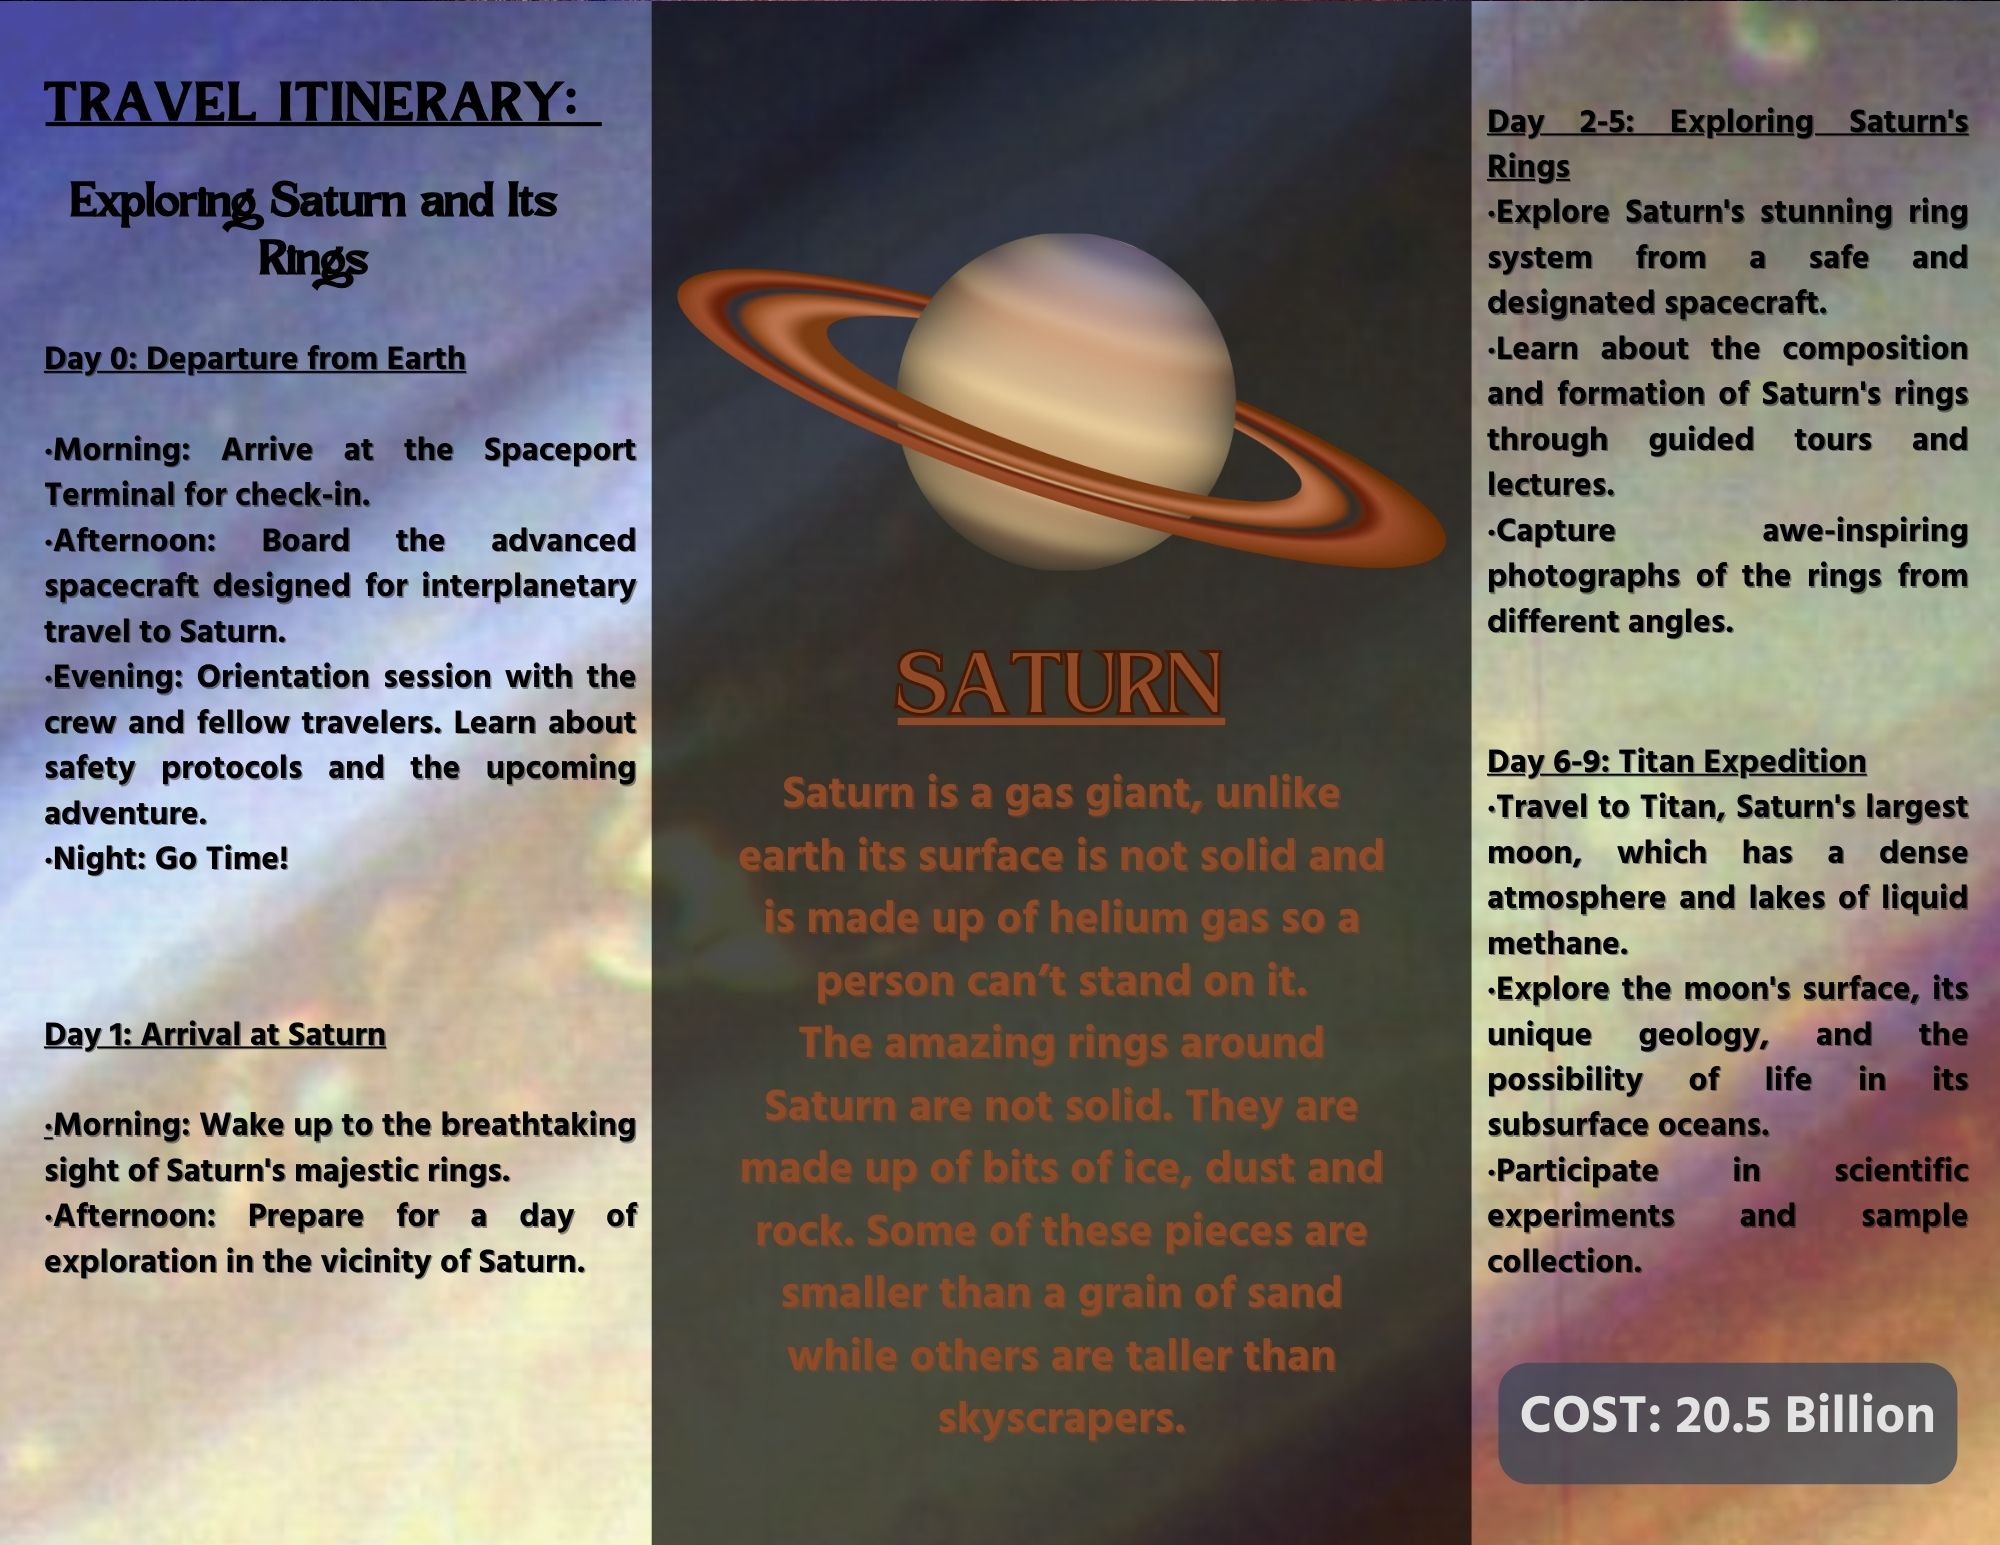 TRAVEL ITINERARY:
Exploring Saturn and Its
Rings
Day 0: Departure from Earth
·Morning: Arrive at the Spaceport
Terminal for check-in.
·Afternoon: Board the advanced
spacecraft designed for interplanetary
travel to Saturn.
·Evening: Orientation session with the
crew and fellow travelers. Learn about
safety protocols and the upcoming
adventure.
·Night: Go Time!
Day 1: Arrival at Saturn
·Morning: Wake up to the breathtaking
sight of Saturn's majestic rings.
·Afternoon: Prepare for a day of
exploration in the vicinity of Saturn.
SATURN
Saturn is a gas giant, unlike
earth its surface is not solid and
is made up of helium gas so a
person can’t stand on it.
The amazing rings around
Saturn are not solid. They are
made up of bits of ice, dust and
rock. Some of these pieces are
smaller than a grain of sand
while others are taller than
skyscrapers.
Day 2-5: Exploring Saturn's
Rings
·Explore Saturn's stunning ring
system from a safe and
designated spacecraft.
·Learn about the composition
and formation of Saturn's rings
through guided tours and
lectures.
·Capture awe-inspiring
photographs of the rings from
different angles.
Day 6-9: Titan Expedition
·Travel to Titan, Saturn's largest
moon, which has a dense
atmosphere and lakes of liquid
methane.
·Explore the moon's surface, its
unique geology, and the
possibility of life in its
subsurface oceans.
·Participate in scientific
experiments and sample
collection.
COST: 20.5 Billion